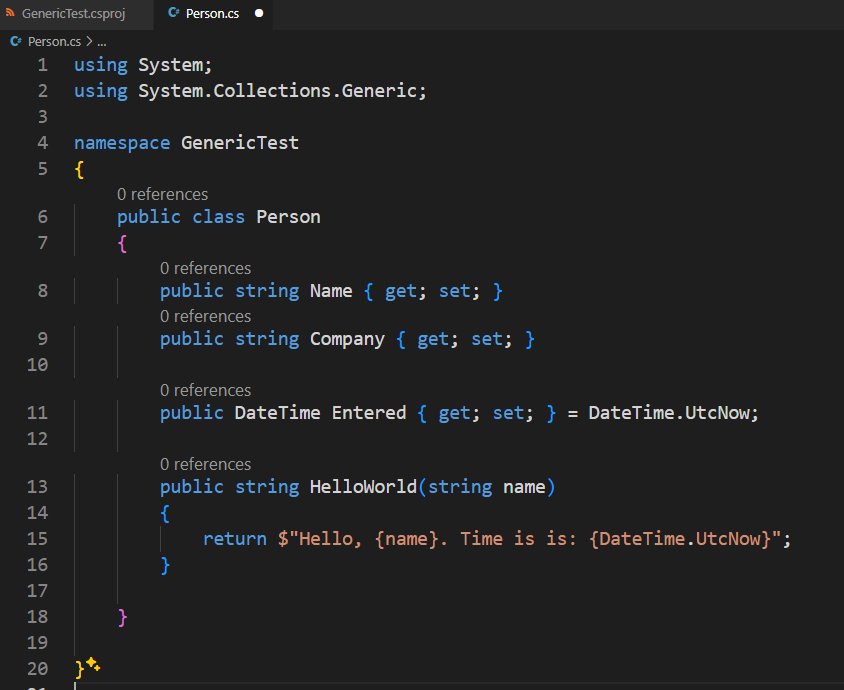 GenericTest.csproj Person.cs
Person.cs > ...
1 using System;
2 using System.Collections.Generic;
3
4 namespace GenericTest
5 {
0 references
6 public class Person
7 {
0 references
8 public string Name { get; set; }
0 references
9 public string Company { get; set; }
10
0 references
11 public DateTime Entered { get; set; } = DateTime.UtcNow;
12
0 references
13 public string HelloWorld(string name)
14 {
15 return $"Hello, {name}. Time is is: {DateTime.UtcNow}";
16 }
17
18 }
19
20 }